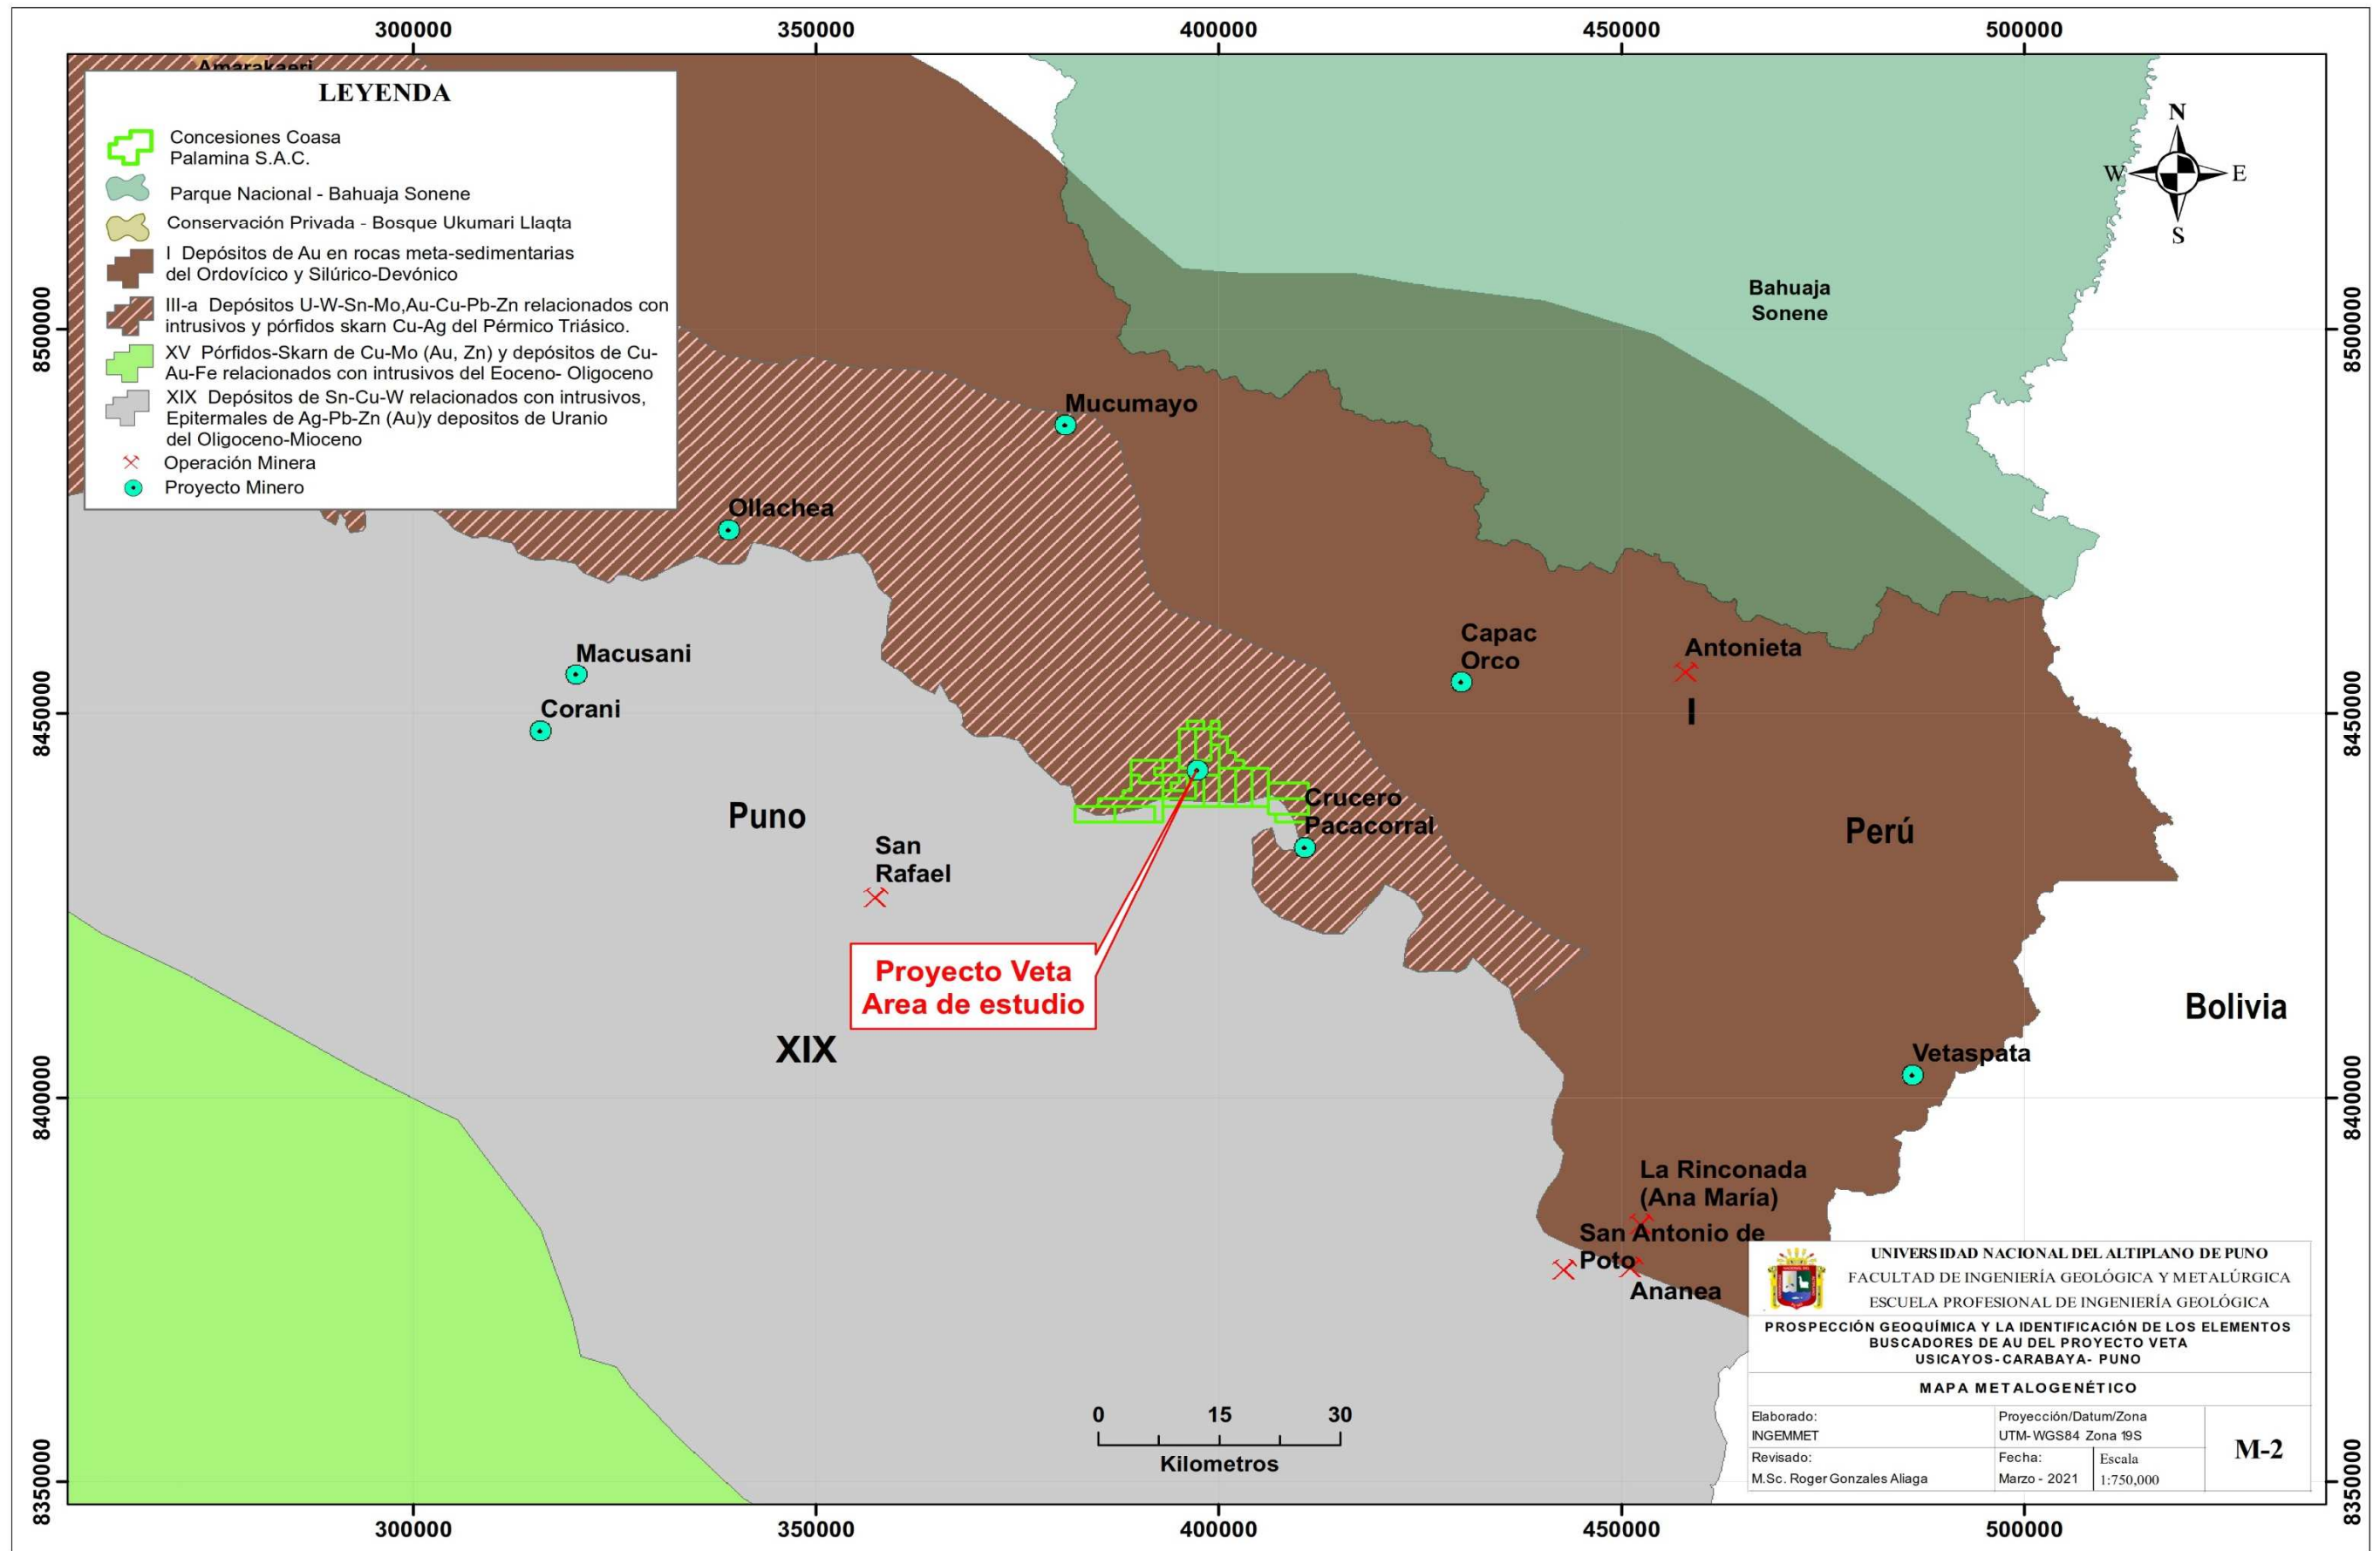 300000
350000
400000
450000
500000
Amarakaeri
LEYENDA
Concesiones Coasa
Palamina S.A.C.
Parque Nacional - Bahuaja Sonene
Conservación Privada - Bosque Ukumari Llaqta
I Depósitos de Au en rocas meta-sedimentarias
del Ordovícico y Silúrico-Devónico
III-a Depósitos U-W-Sn-Mo,Au-Cu-Pb-Zn relacionados con
intrusivos y pórfidos skarn Cu-Ag del Pérmico Triásico.
XV Pórfidos-Skarn de Cu-Mo (Au, Zn) y depósitos de Cu-
Au-Fe relacionados con intrusivos del Eoceno- Oligoceno
XIX Depósitos de Sn-Cu-W relacionados con intrusivos,
Epitermales de Ag-Pb-Zn (Au)y depositos de Uranio
del Oligoceno-Mioceno
Operación Minera
Proyecto Minero
N
W
E
S
Bahuaja
Sonene
8500000
8500000
Mucumayo
Ollachea
Macusani
Corani
Capac
Orco
Antonieta
I
8450000
8450000
Puno
Crucero
Pacacorral
Perú
San
Rafael
Proyecto Veta
Area de estudio
XIX
Bolivia
Vetaspata
8400000
8400000
La Rinconada
(Ana María)
San Antonio de
Poto
Ananea
0
15
30
Kilometros
UNIVERSIDAD NACIONAL DEL ALTIPLANO DE PUNO
FACULTAD DE INGENIERÍA GEOLÓGICA Y METALÚRGICA
ESCUELA PROFESIONAL DE INGENIERÍA GEOLÓGICA
PROSPECCIÓN GEOQUÍMICA Y LA IDENTIFICACIÓN DE LOS ELEMENTOS
BUSCADORES DE AU DEL PROYECTO VETA
USICAYOS-CARABAYA- PUNO
MAPA METALOGENÉTICO
Elaborado:
INGEMMET
Proyección/Datum/Zona
UTM-WGS84 Zona 19S
Revisado:
M.Sc. Roger Gonzales Aliaga
Fecha:
Marzo - 2021
Escala
1:750,000
M-2
8350000
8350000
300000
350000
400000
450000
500000